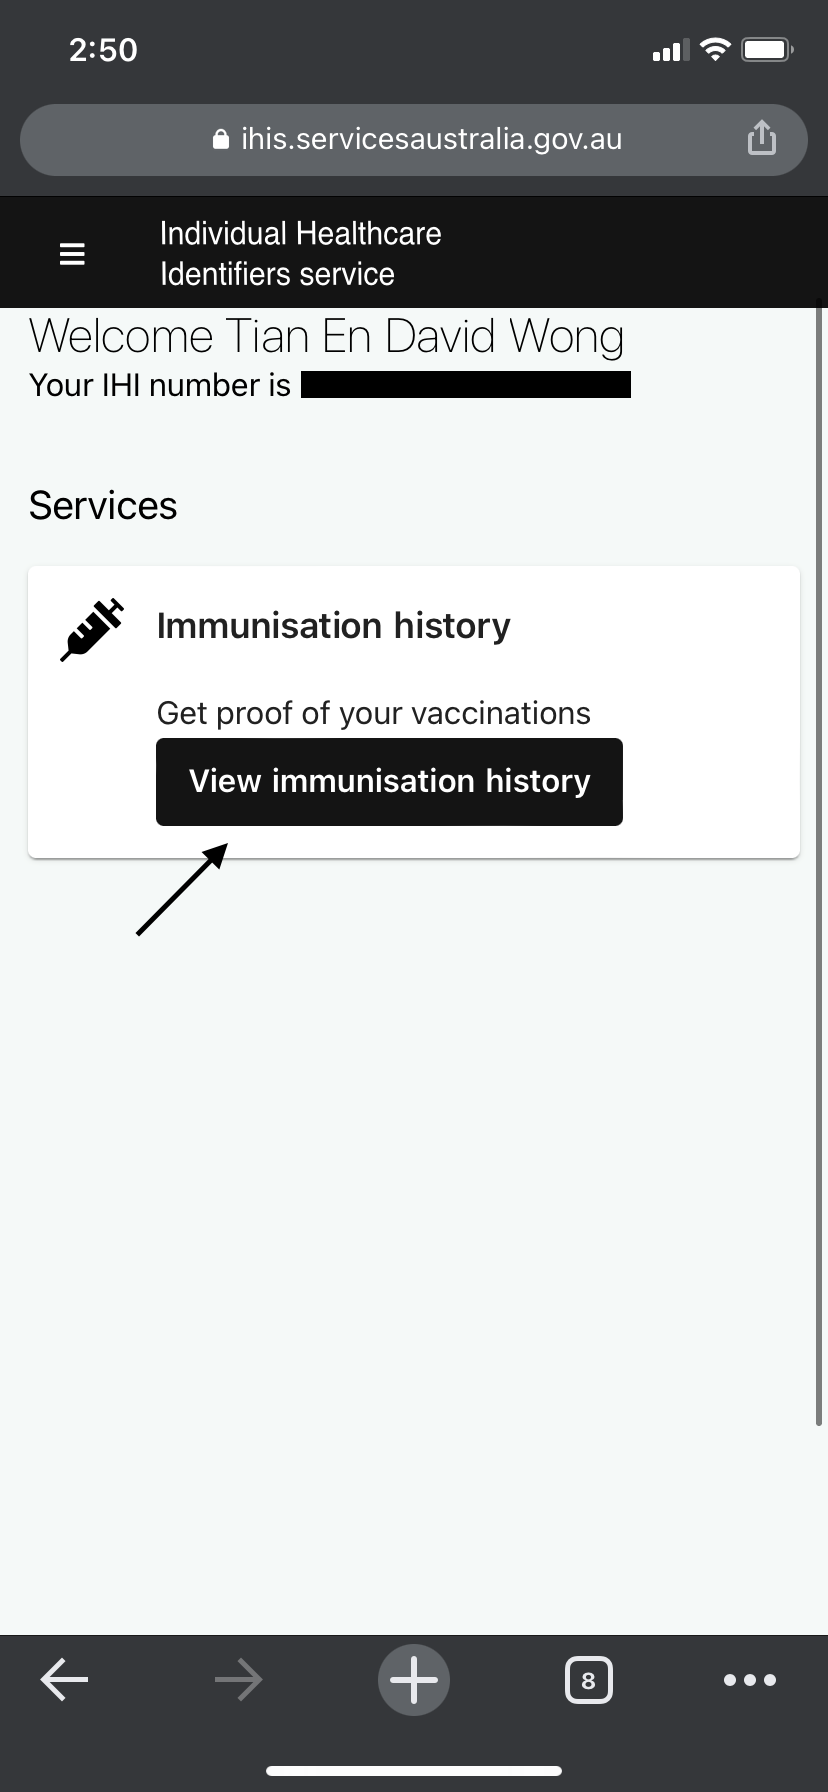 2:50
ihis.servicesaustralia.gov.au
Individual Healthcare
Identifiers service
Welcome Tian En David Wong
Your IHI number is
Services
Immunisation history
Get proof of your vaccinations
View immunisation history
8